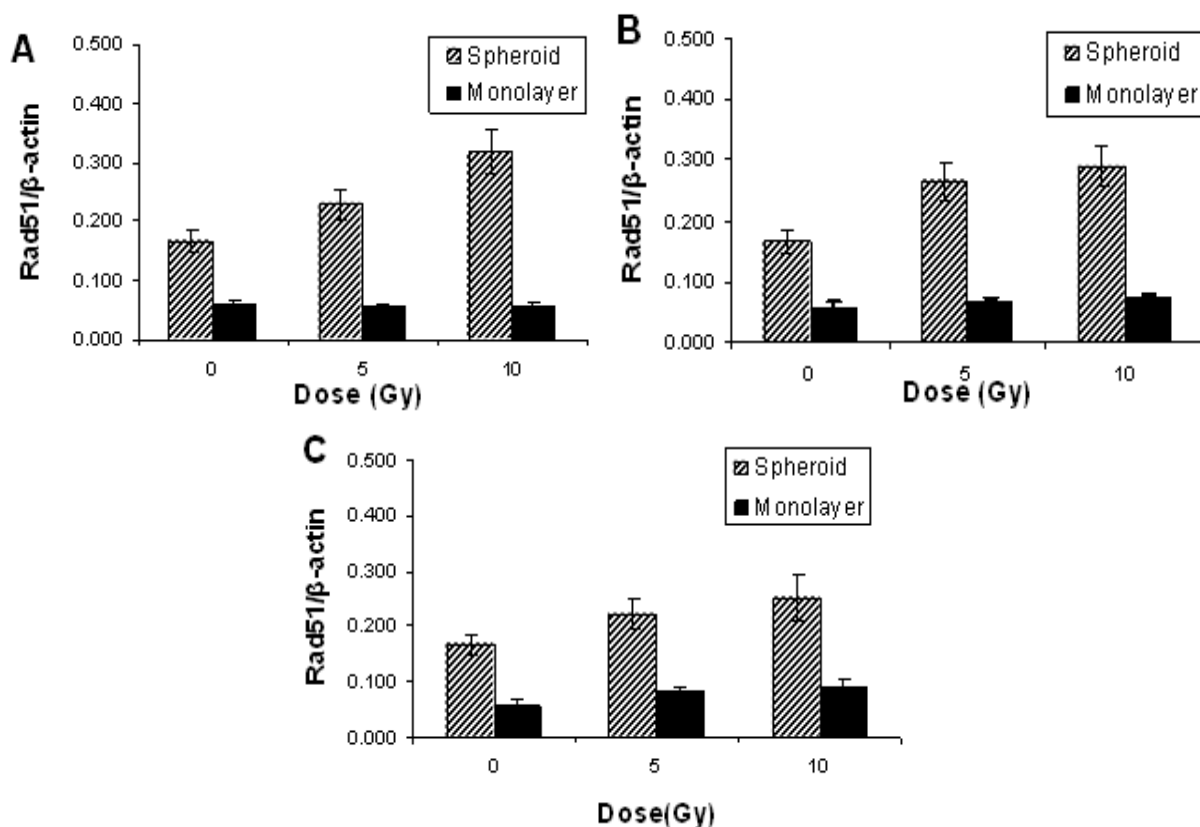 A
0.500
0.400
0.300
0.200
0.100
0.000
Rad51/β-actin
Spheroid
Monolayer
0 5 10
Dose (Gy)
B
0.500
0.400
0.300
0.200
0.100
0.000
Rad51/β-actin
Spheroid
Monolayer
0 5 10
Dose (Gy)
C
0.500
0.400
0.300
0.200
0.100
0.000
Rad51/β-actin
Spheroid
Monolayer
0 5 10
Dose(Gy)